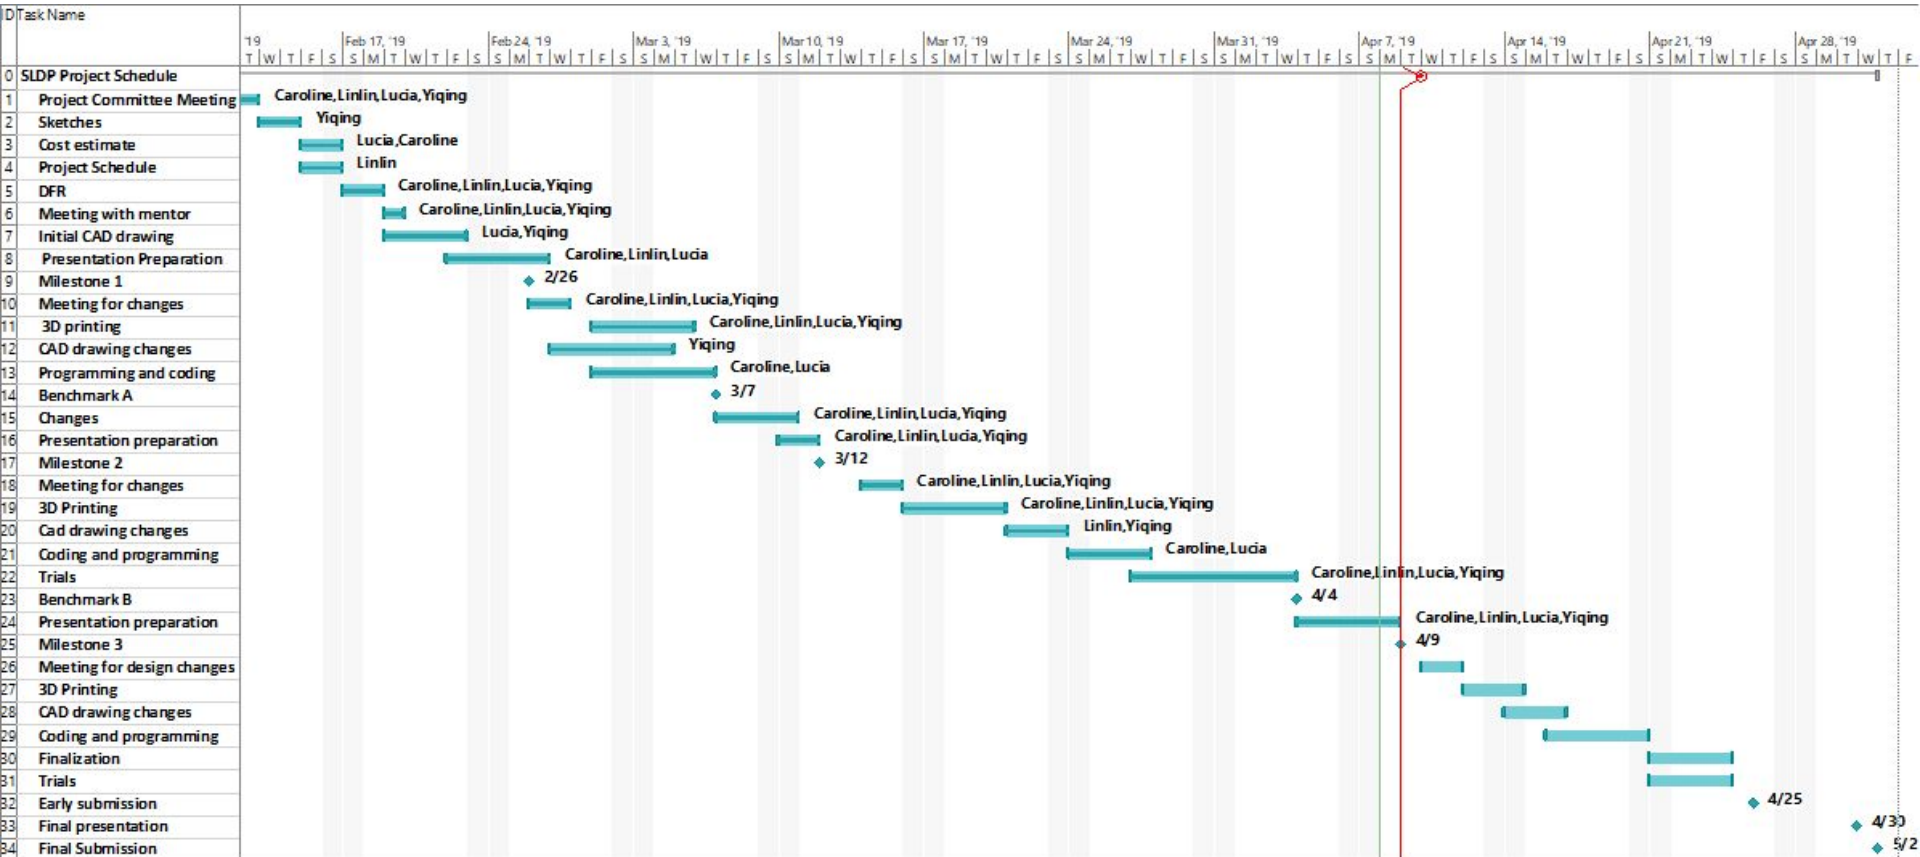 ID Task Name
'19 Feb 17, '19 Feb 24, '19 Mar 3, '19 Mar 10, '19 Mar 17, '19 Mar 24, '19 Mar 31, '19 Apr 7, '19 Apr 14, '19 Apr 21, '19 Apr 28, '19
T W T F S S M T W T F S S M T W T F S S M T W T F S S M T W T F S S M T W T F S S M T W T F S S M T W T F S S M T W T F S S M T W T F S S M T W T F S S M T W T F
0 SLDP Project Schedule
1 Project Committee Meeting Caroline,Linlin,Lucia,Yiqing
2 Sketches Yiqing
3 Cost estimate Lucia,Caroline
4 Project Schedule Linlin
5 DFR Caroline,Linlin,Lucia,Yiqing
6 Meeting with mentor Caroline,Linlin,Lucia,Yiqing
7 Initial CAD drawing Lucia,Yiqing
8 Presentation Preparation Caroline,Linlin,Lucia
9 Milestone 1 2/26
10 Meeting for changes Caroline,Linlin,Lucia,Yiqing
11 3D printing Caroline,Linlin,Lucia,Yiqing
12 CAD drawing changes Yiqing
13 Programming and coding Caroline,Lucia
14 Benchmark A 3/7
15 Changes Caroline,Linlin,Lucia,Yiqing
16 Presentation preparation Caroline,Linlin,Lucia,Yiqing
17 Milestone 2 3/12
18 Meeting for changes Caroline,Linlin,Lucia,Yiqing
19 3D Printing Caroline,Linlin,Lucia,Yiqing
20 Cad drawing changes Linlin,Yiqing
21 Coding and programming Caroline,Lucia
22 Trials Caroline,Linlin,Lucia,Yiqing
23 Benchmark B 4/4
24 Presentation preparation Caroline,Linlin,Lucia,Yiqing
25 Milestone 3 4/9
26 Meeting for design changes
27 3D Printing
28 CAD drawing changes
29 Coding and programming
30 Finalization
31 Trials
32 Early submission 4/25
33 Final presentation 4/30
34 Final Submission 5/2